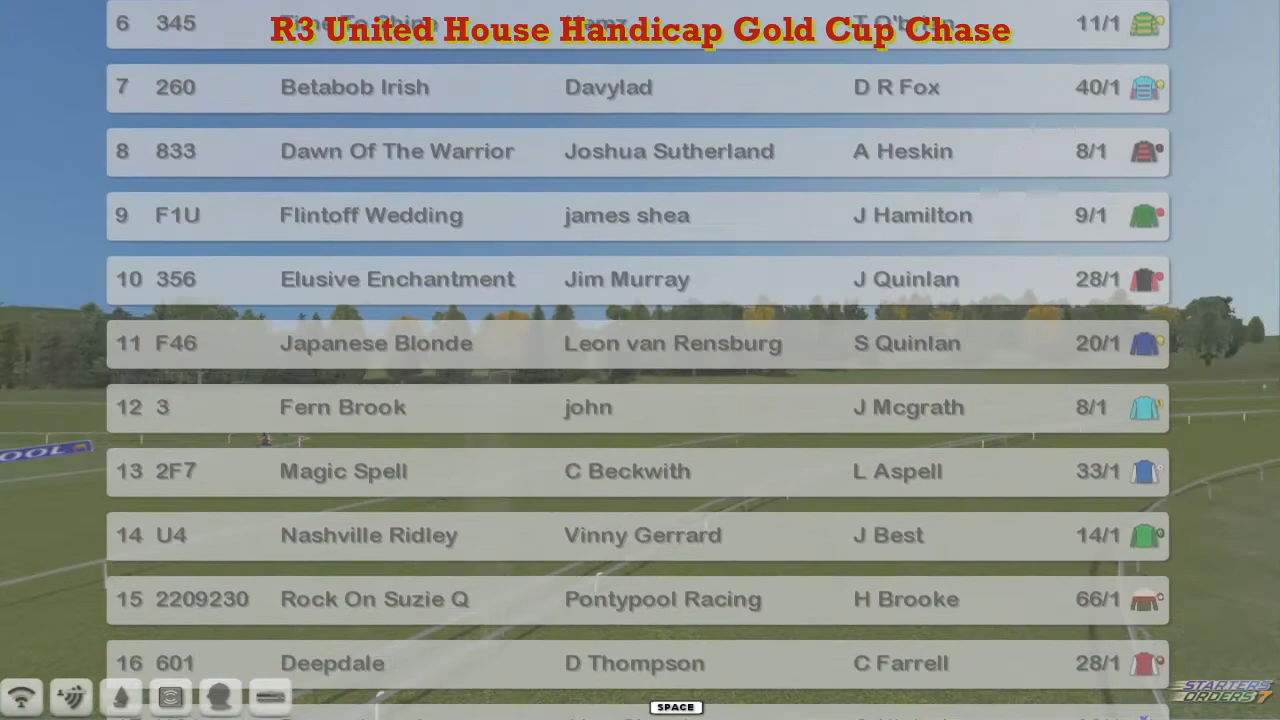 R3 United House Handicap Gold Cup Chase
6 345 Time To Shine 11/1
7 260 Betabob Irish Davylad D R Fox 40/1
8 833 Dawn Of The Warrior Joshua Sutherland A Heskin 8/1
9 F1U Flintoff Wedding james shea J Hamilton 9/1
10 356 Elusive Enchantment Jim Murray J Quinlan 28/1
11 F46 Japanese Blonde Leon van Rensburg S Quinlan 20/1
12 3 Fern Brook john J Mcgrath 8/1
13 2F7 Magic Spell C Beckwith L Aspell 33/1
OOL
14 U4 Nashville Ridley Vinny Gerrard J Best 14/1
15 2209230 Rock On Suzie Q Pontypool Racing H Brooke 66/1
16 601 Deepdale D Thompson C Farrell 28/1
SPACE
STARTERS
ORDERS 7